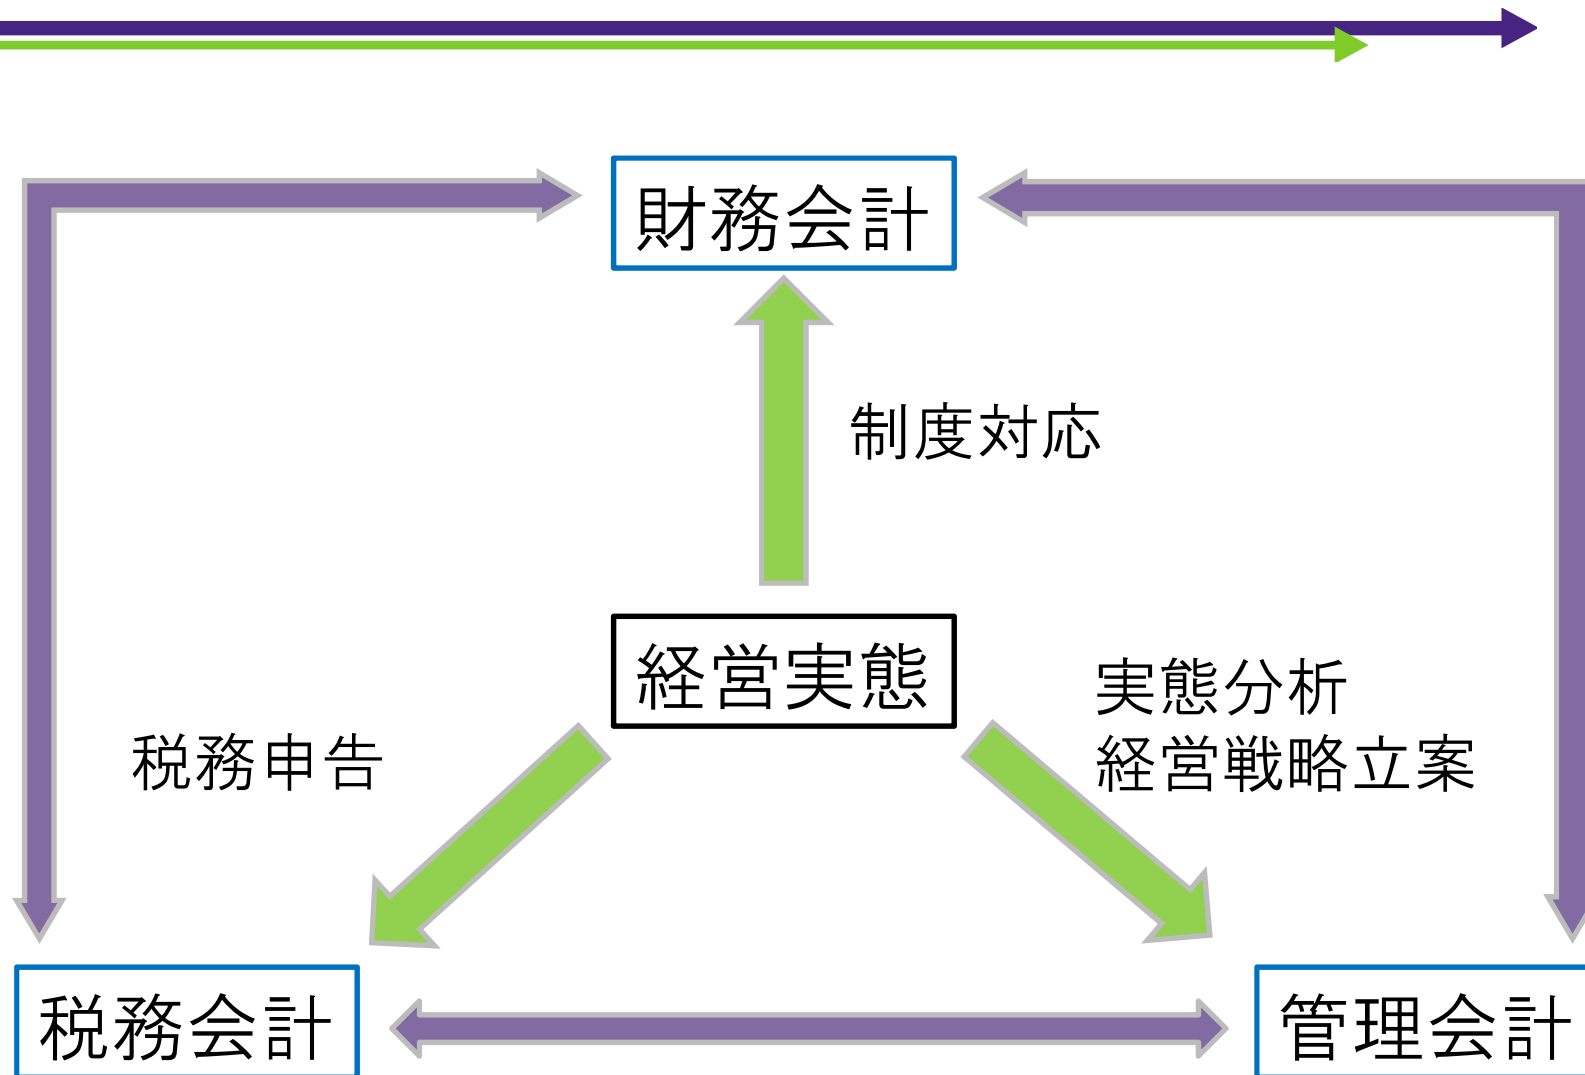 財務会計
制度対応
経営実態
実態分析
経営戦略立案
税務申告
税務会計
管理会計